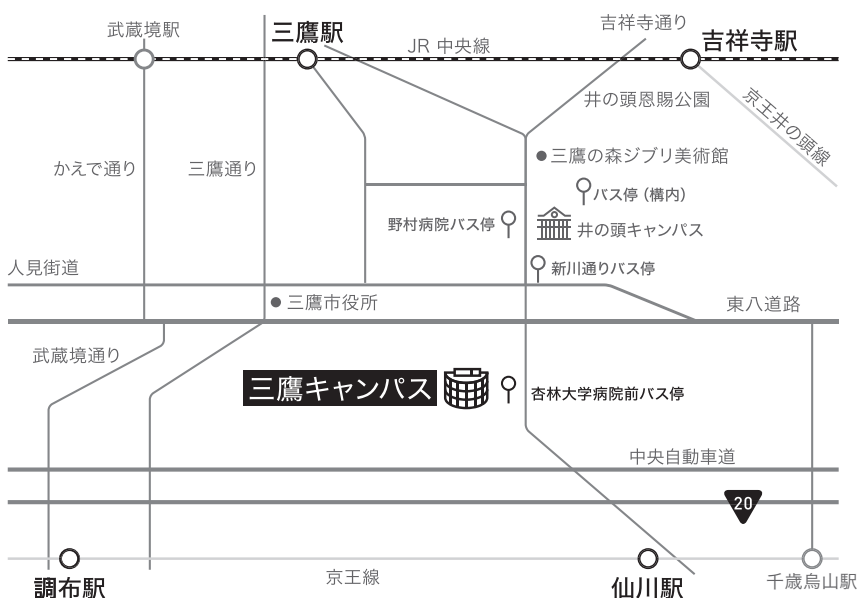 武蔵境駅
三鷹駅
JR 中央線
吉祥寺通り
吉祥寺駅
井の頭恩賜公園
京王井の頭線
かえで通り
三鷹通り
三鷹の森ジブリ美術館
バス停（構内）
野村病院バス停
井の頭キャンパス
人見街道
新川通りバス停
三鷹市役所
東八道路
武蔵境通り
三鷹キャンパス
杏林大学病院前バス停
中央自動車道
20
調布駅
京王線
仙川駅
千歳烏山駅